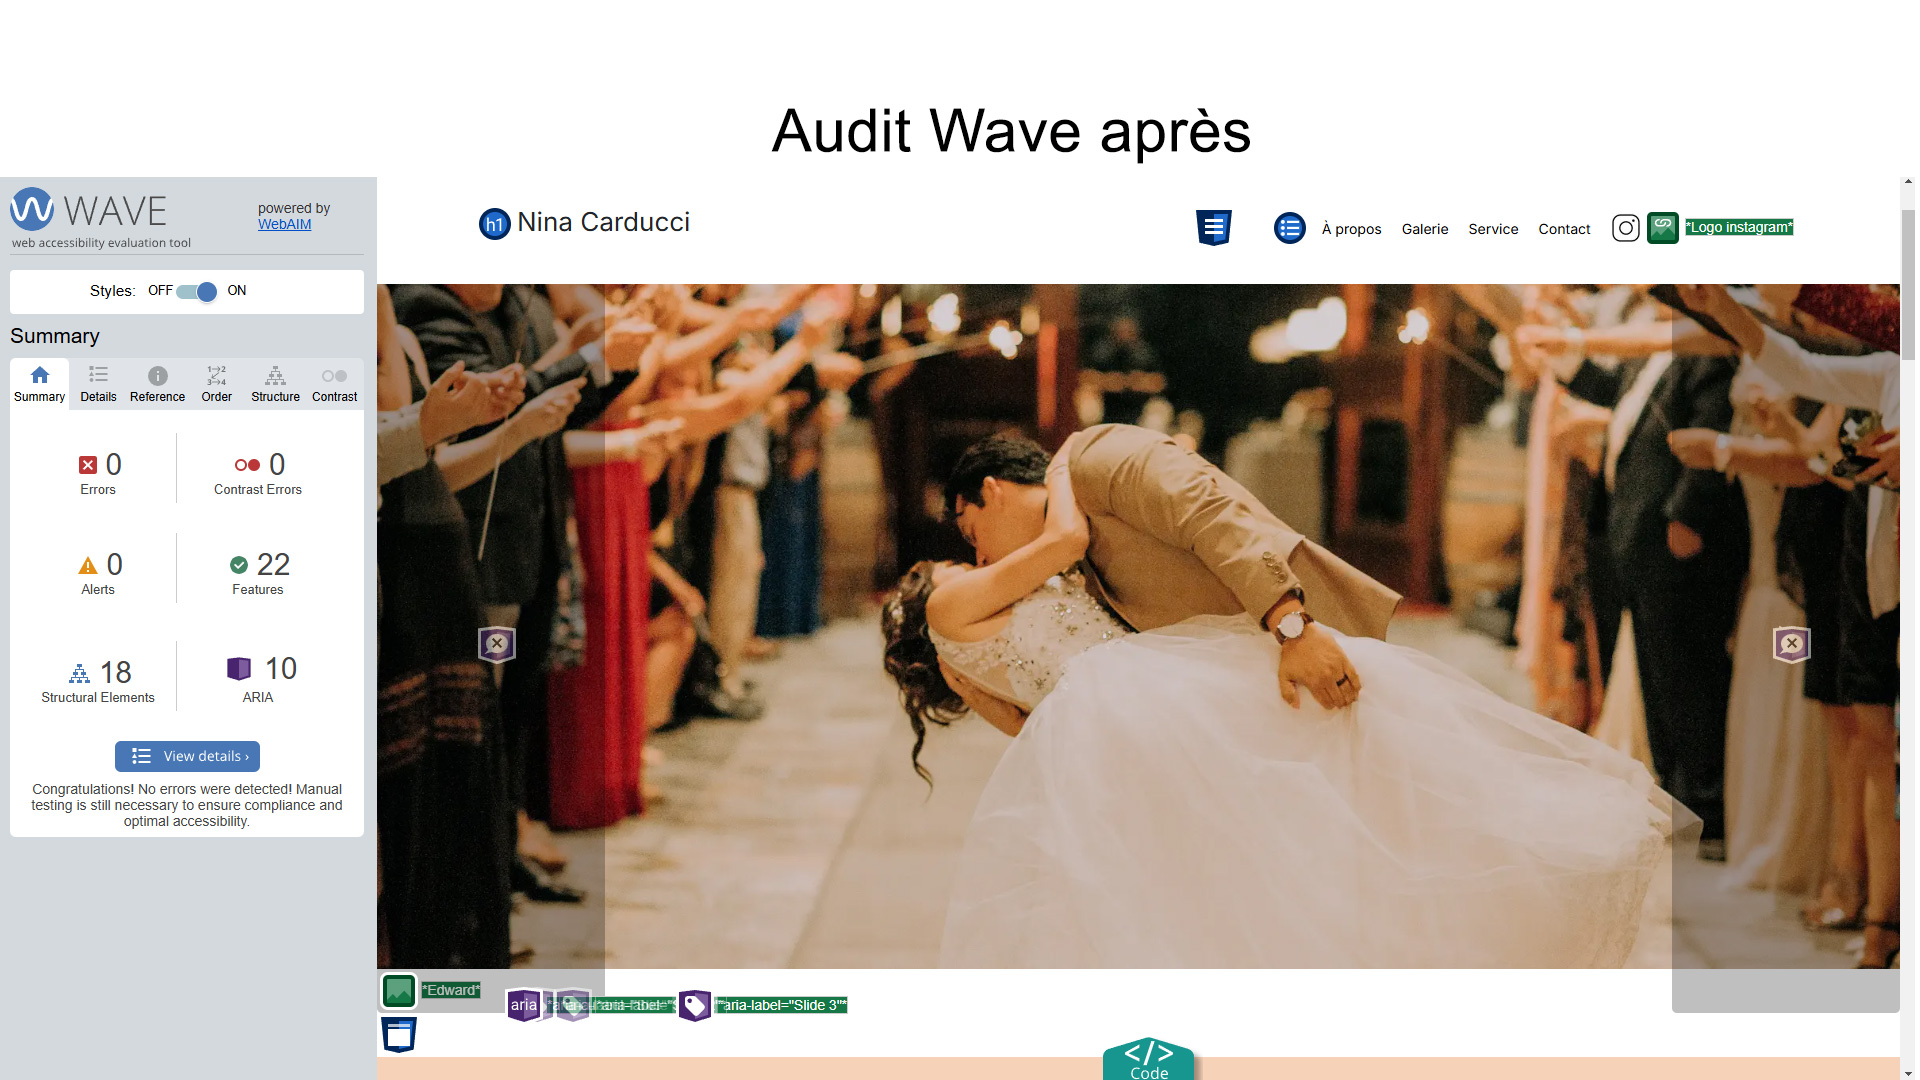 Audit Wave après
WAVE
powered by
WebAIM
web accessibility evaluation tool
Styles: OFF ON
Summary
Summary Details Reference Order Structure Contrast
0
Errors
0
Contrast Errors
0
Alerts
22
Features
18
Structural Elements
10
ARIA
View details ›
Congratulations! No errors were detected! Manual
testing is still necessary to ensure compliance and
optimal accessibility.
h1 Nina Carducci
À propos Galerie Service Contact *Logo instagram*
*Edward*
aria
*aria-label="Slide 3"*
</> 
Code